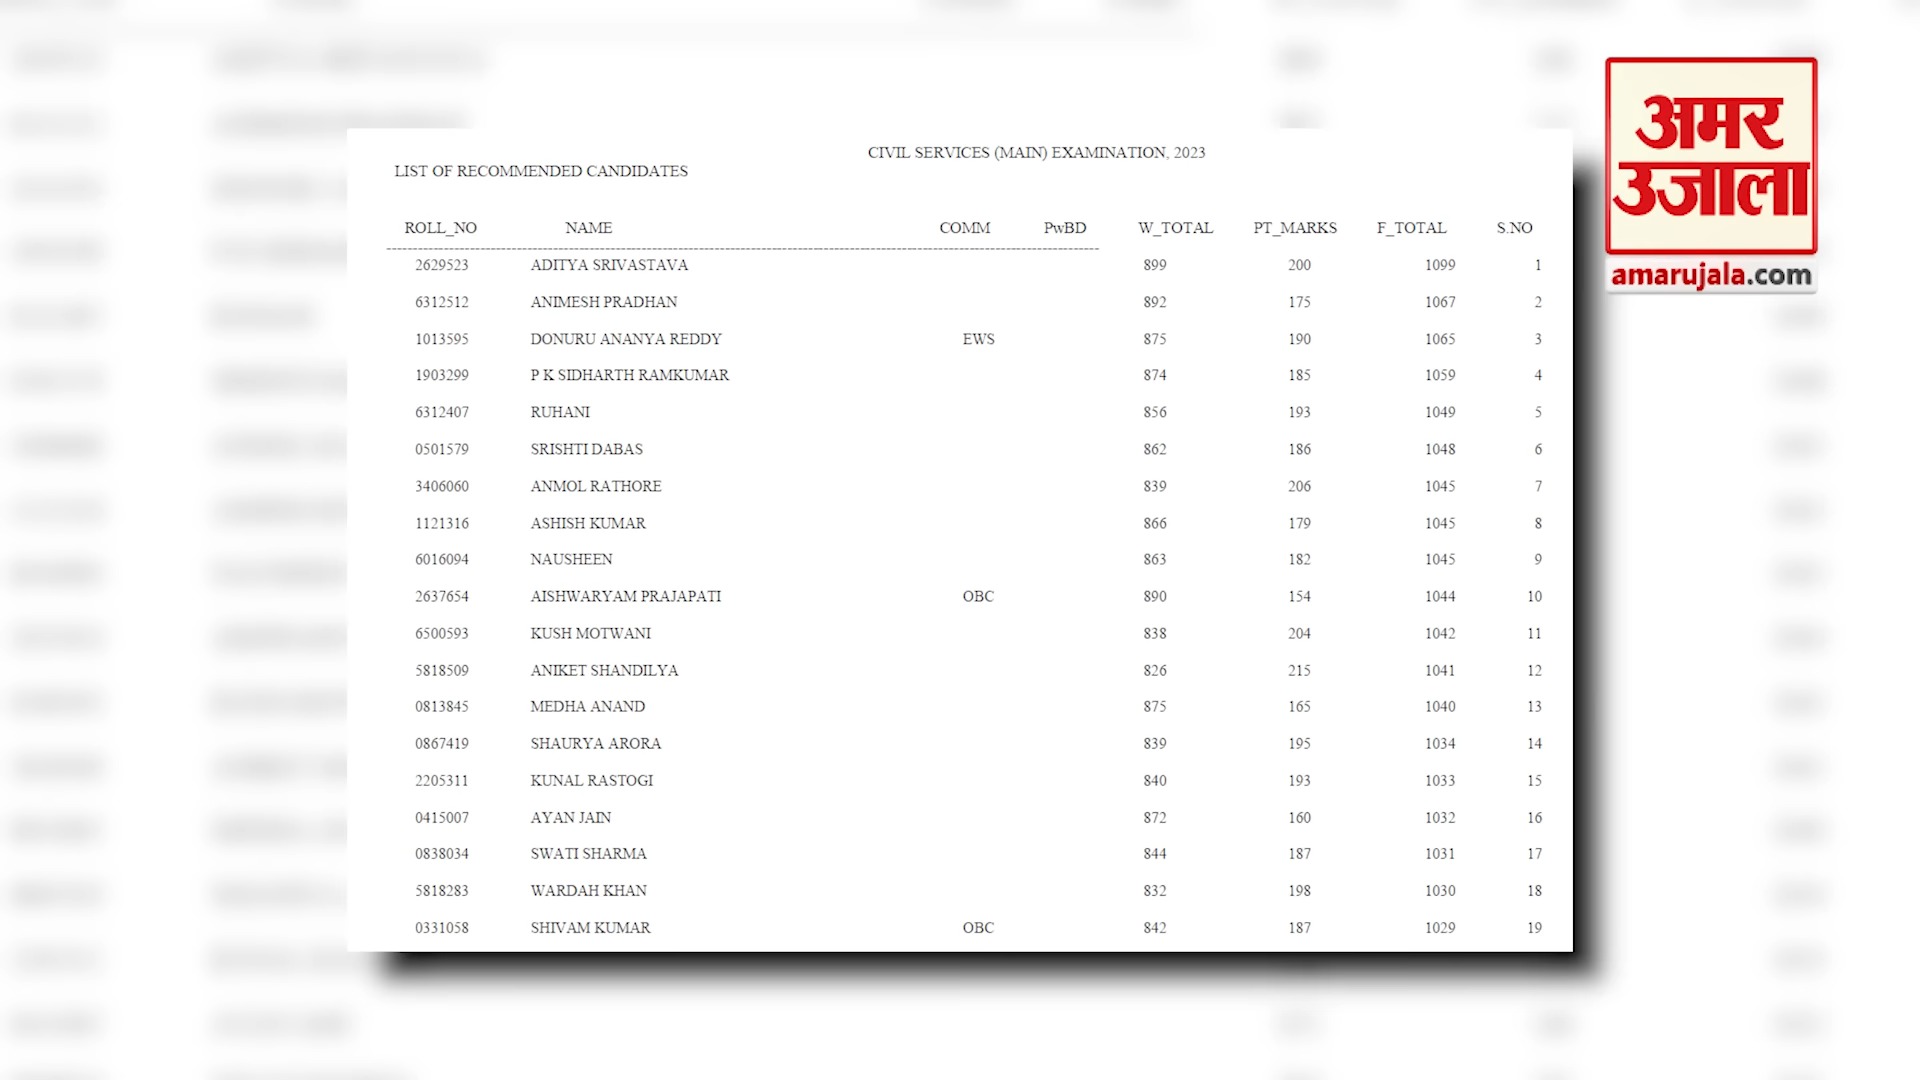 CIVIL SERVICES (MAIN) EXAMINATION, 2023
LIST OF RECOMMENDED CANDIDATES
ROLL_NO NAME COMM PwBD W_TOTAL PT_MARKS F_TOTAL S.NO
2629523 ADITYA SRIVASTAVA 899 200 1099 1
6312512 ANIMESH PRADHAN 892 175 1067 2
1013595 DONURU ANANYA REDDY EWS 875 190 1065 3
1903299 P K SIDHARTH RAMKUMAR 874 185 1059 4
6312407 RUHANI 856 193 1049 5
0501579 SRISHTI DABAS 862 186 1048 6
3406060 ANMOL RATHORE 839 206 1045 7
1121316 ASHISH KUMAR 866 179 1045 8
6016094 NAUSHEEN 863 182 1045 9
2637654 AISHWARYAM PRAJAPATI OBC 890 154 1044 10
6500593 KUSH MOTWANI 838 204 1042 11
5818509 ANIKET SHANDILYA 826 215 1041 12
0813845 MEDHA ANAND 875 165 1040 13
0867419 SHAURYA ARORA 839 195 1034 14
2205311 KUNAL RASTOGI 840 193 1033 15
0415007 AYAN JAIN 872 160 1032 16
0838034 SWATI SHARMA 844 187 1031 17
5818283 WARDAH KHAN 832 198 1030 18
0331058 SHIVAM KUMAR OBC 842 187 1029 19
अमर
उजाला
amarujala.com